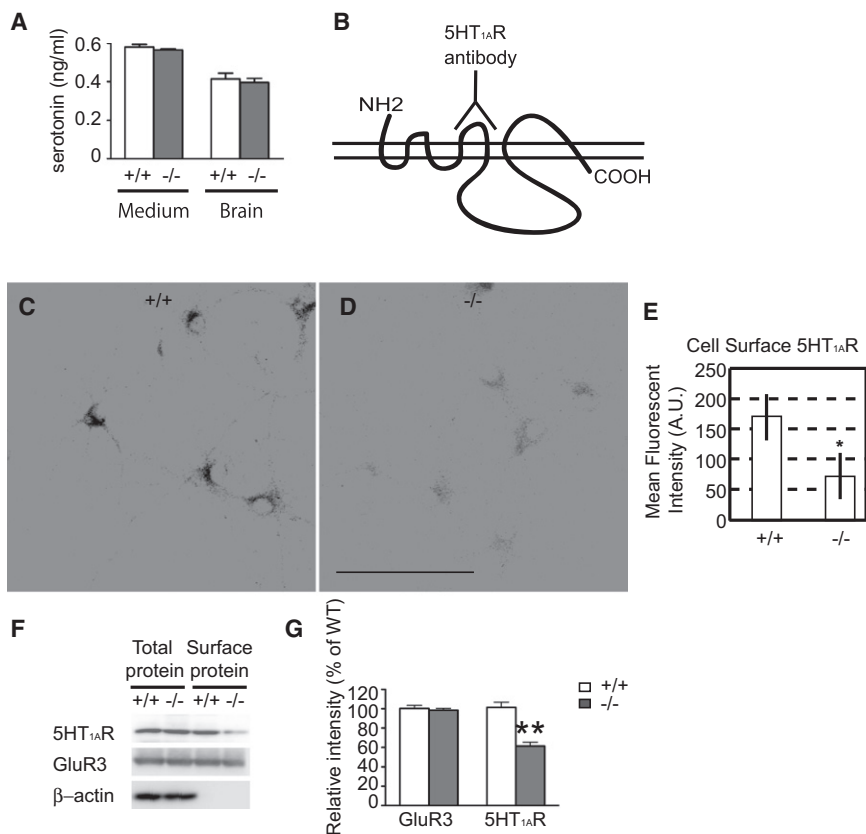 A
serotonin (ng/ml)
0.6
0.4
0.2
0
+/+ -/- +/+ -/-
Medium Brain
B
5HT1AR
antibody
NH2
COOH
C
+/+
D
-/-
E
Cell Surface 5HT1AR
Mean Fluorescent
Intensity (A.U.)
250
200
150
100
50
0
*
+/+ -/-
F
Total Surface
protein protein
+/+ -/- +/+ -/-
5HT1AR
GluR3
β–actin
G
Relative intensity (% of WT)
120
100
80
60
40
20
0
**
GluR3 5HT1AR
+/+
-/-